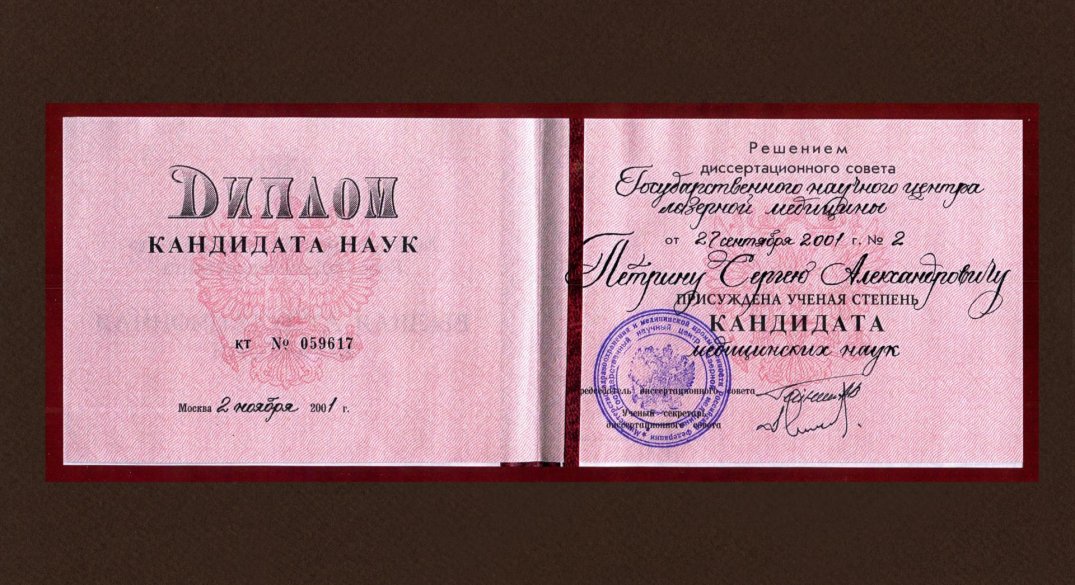 Диплом
КАНДИДАТА НАУК
КТ № 059617
Москва 2 ноября 2001 г.
Решением
диссертационного совета
Государственного научного центра
лазерной медицины
от 27 сентября 2001 г. № 2
Петрину Сергею Александровичу
ПРИСУЖДЕНА УЧЕНАЯ СТЕПЕНЬ
КАНДИДАТА
медицинских наук
Председатель диссертационного совета
Ученый секретарь
диссертационного совета